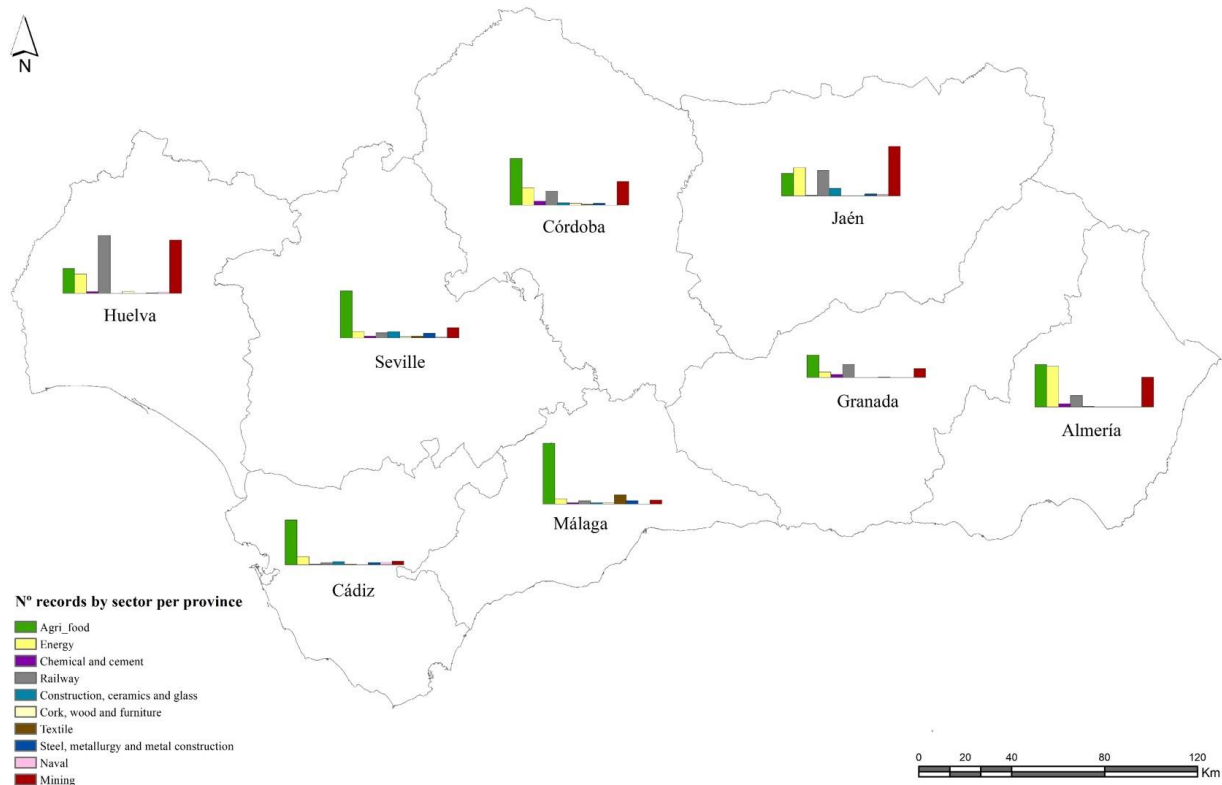 N
Córdoba
Jaén
Huelva
Seville
Granada
Almería
Málaga
Cádiz
Nº records by sector per province
Agri_food
Energy
Chemical and cement
Railway
Construction, ceramics and glass
Cork, wood and furniture
Textile
Steel, metallurgy and metal construction
Naval
Mining
0 20 40 80 120
Km